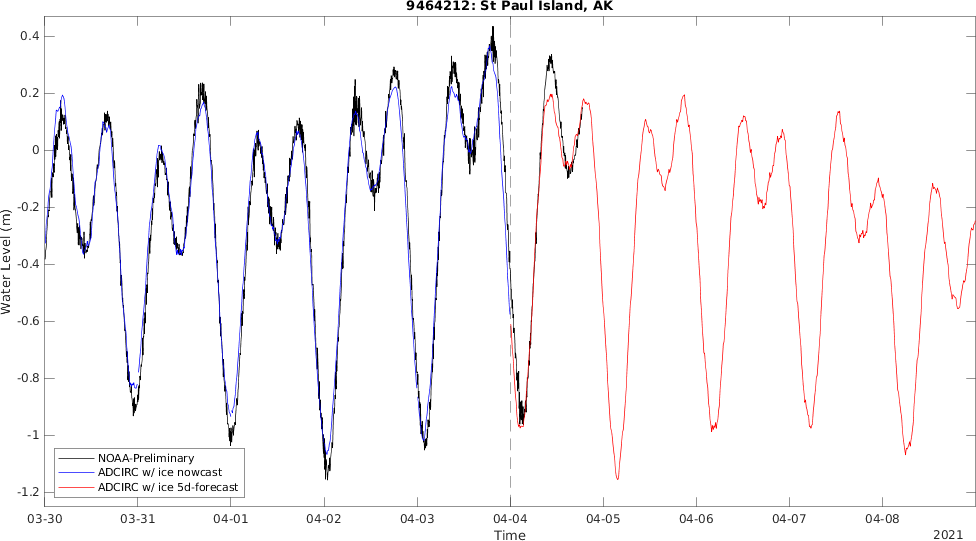 9464212: St Paul Island, AK
Water Level (m)
0.4
0.2
0
-0.2
-0.4
-0.6
-0.8
-1
-1.2
NOAA-Preliminary
ADCIRC w/ ice nowcast
ADCIRC w/ ice 5d-forecast
03-30 03-31 04-01 04-02 04-03 04-04 04-05 04-06 04-07 04-08
Time
2021